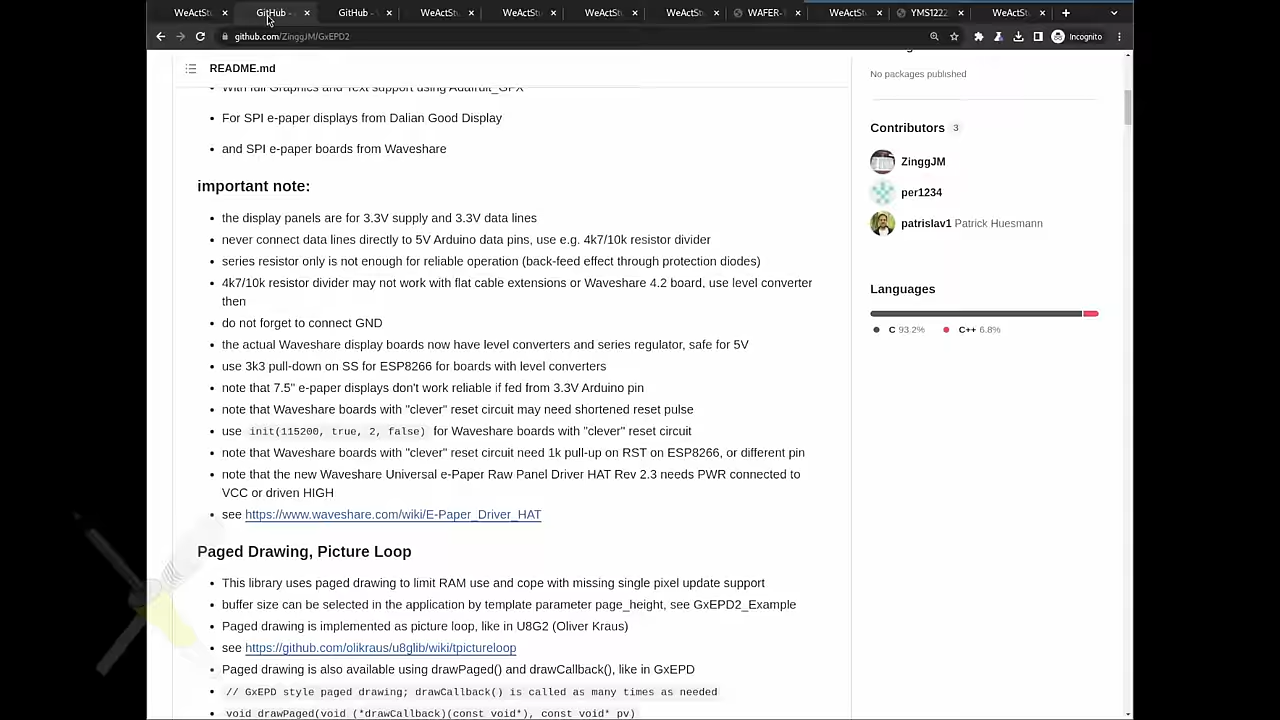 WeActStu
GitHub -
GitHub -
WeActStu
WeActStu
WeActStu
WeActStu
WAFER-
WeActStu
YMS122
WeActStu
github.com/ZinggJM/GxEPD2
Incognito
README.md
With full Graphics and Text support using Adafruit_GFX
For SPI e-paper displays from Dalian Good Display
and SPI e-paper boards from Waveshare
important note:
the display panels are for 3.3V supply and 3.3V data lines
never connect data lines directly to 5V Arduino data pins, use e.g. 4k7/10k resistor divider
series resistor only is not enough for reliable operation (back-feed effect through protection diodes)
4k7/10k resistor divider may not work with flat cable extensions or Waveshare 4.2 board, use level converter
then
do not forget to connect GND
the actual Waveshare display boards now have level converters and series regulator, safe for 5V
use 3k3 pull-down on SS for ESP8266 for boards with level converters
note that 7.5" e-paper displays don't work reliable if fed from 3.3V Arduino pin
note that Waveshare boards with "clever" reset circuit may need shortened reset pulse
use init(115200, true, 2, false) for Waveshare boards with "clever" reset circuit
note that Waveshare boards with "clever" reset circuit need 1k pull-up on RST on ESP8266, or different pin
note that the new Waveshare Universal e-Paper Raw Panel Driver HAT Rev 2.3 needs PWR connected to
VCC or driven HIGH
see https://www.waveshare.com/wiki/E-Paper_Driver_HAT
Paged Drawing, Picture Loop
This library uses paged drawing to limit RAM use and cope with missing single pixel update support
buffer size can be selected in the application by template parameter page_height, see GxEPD2_Example
Paged drawing is implemented as picture loop, like in U8G2 (Oliver Kraus)
see https://github.com/olikraus/u8glib/wiki/tpictureloop
Paged drawing is also available using drawPaged() and drawCallback(), like in GxEPD
// GxEPD style paged drawing; drawCallback() is called as many times as needed
void drawPaged(void (*drawCallback)(const void*), const void* pv)
No packages published
Contributors 3
ZinggJM
per1234
patrislav1 Patrick Huesmann
Languages
C 93.2% C++ 6.8%